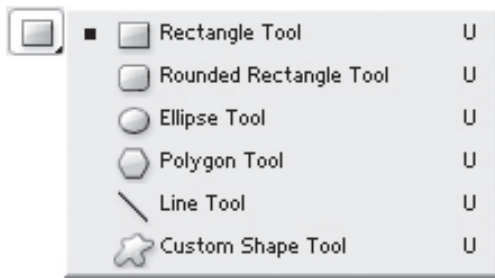 Rectangle Tool U
Rounded Rectangle Tool U
Ellipse Tool U
Polygon Tool U
Line Tool U
Custom Shape Tool U